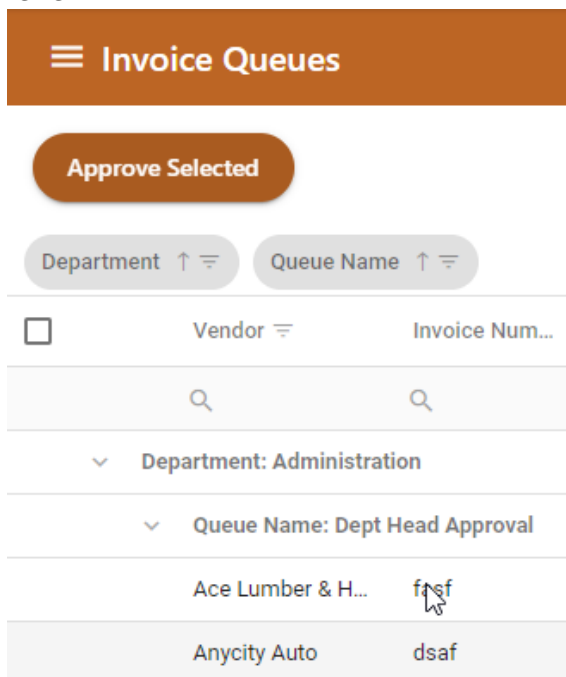 Invoice Queues
Approve Selected
Department Queue Name
Vendor Invoice Num...
Department: Administration
Queue Name: Dept Head Approval
Ace Lumber & H...
Anycity Auto dsaf